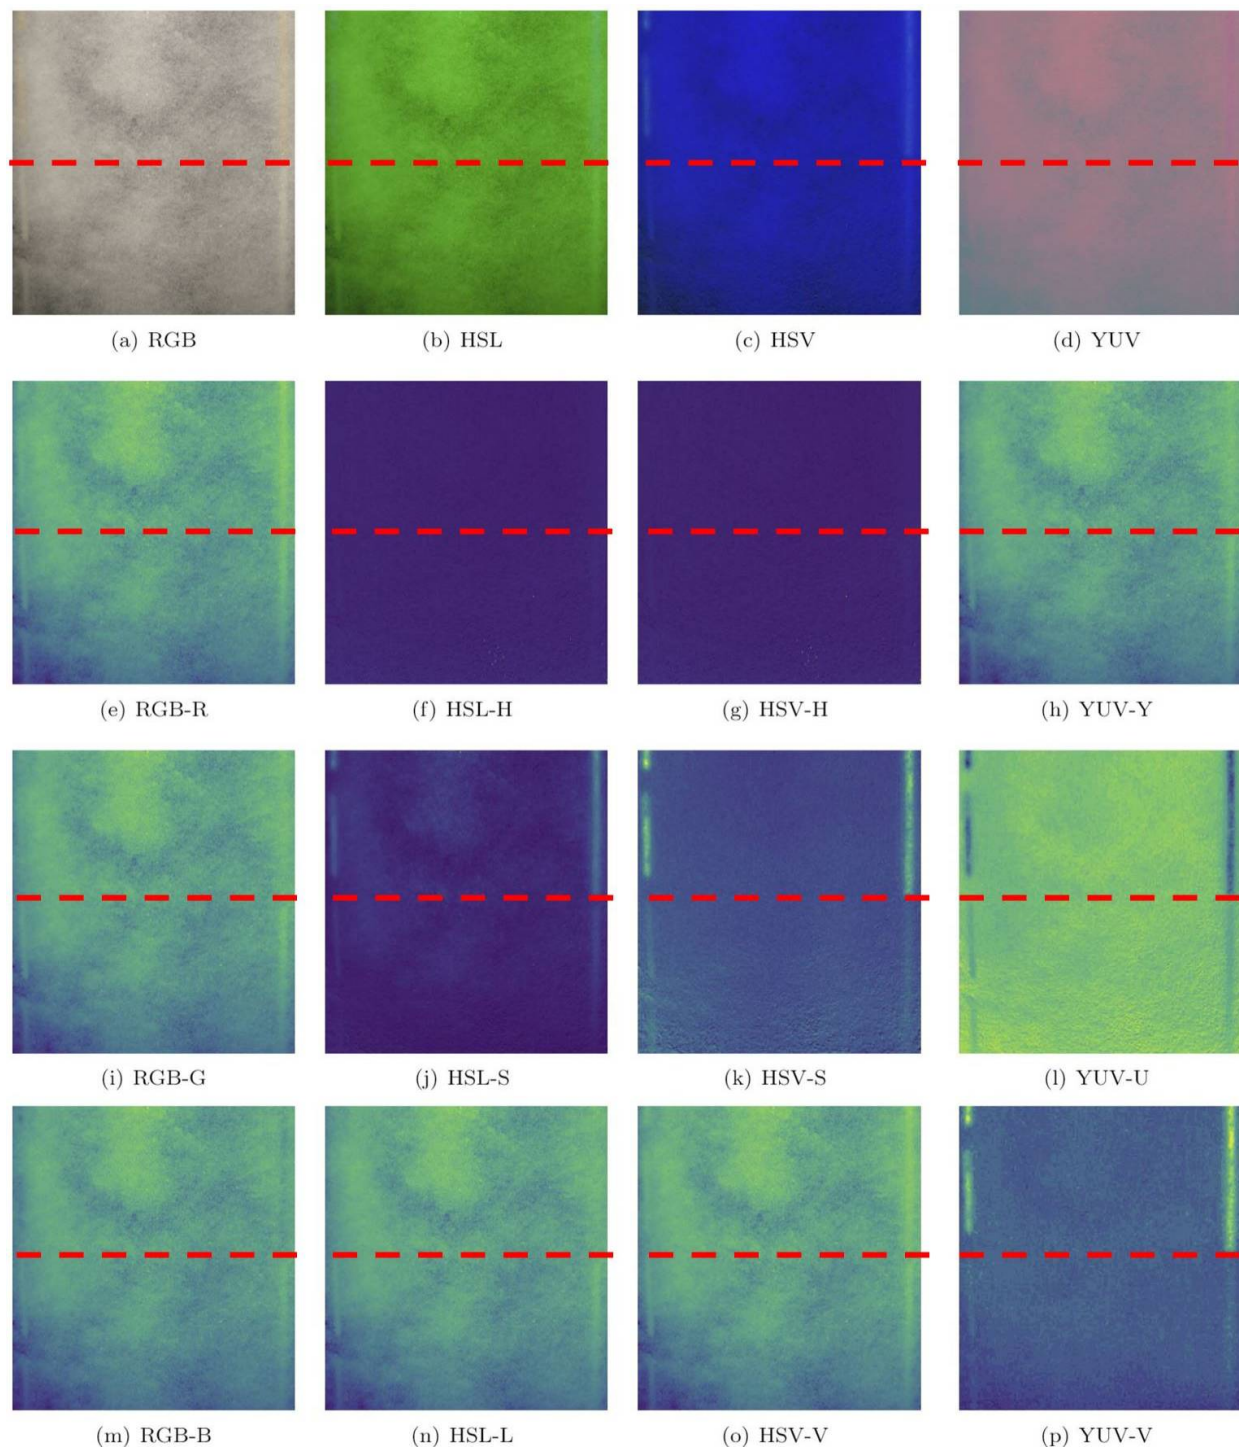 (a) RGB
(b) HSL
(c) HSV
(d) YUV
(e) RGB-R
(f) HSL-H
(g) HSV-H
(h) YUV-Y
(i) RGB-G
(j) HSL-S
(k) HSV-S
(l) YUV-U
(m) RGB-B
(n) HSL-L
(o) HSV-V
(p) YUV-V